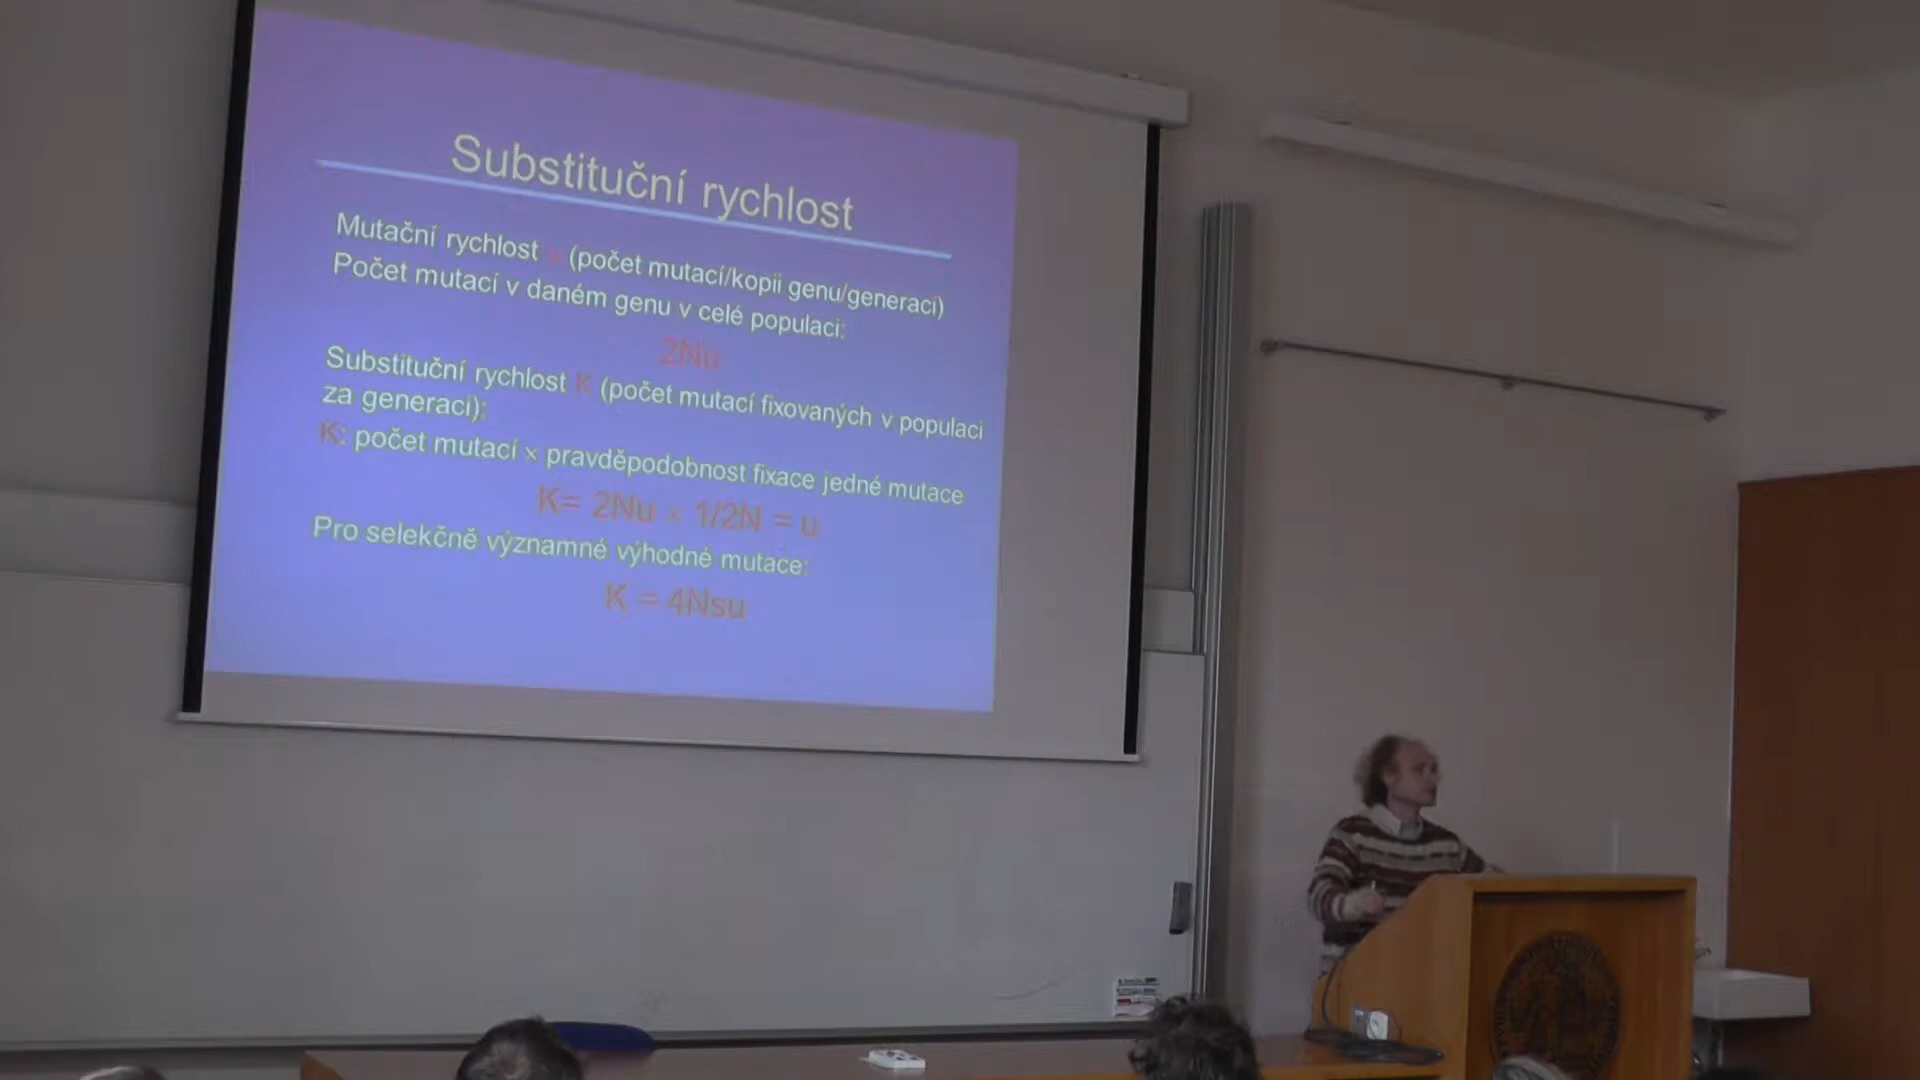 Substituční rychlost
Mutační rychlost u (počet mutací/kopii genu/generaci)
Počet mutací v daném genu v celé populaci:
2Nu
Substituční rychlost K (počet mutací fixovaných v populaci
za generaci):
K: počet mutací × pravděpodobnost fixace jedné mutace
K= 2Nu × 1/2N = u
Pro selekčně významné výhodné mutace:
K = 4Nsu